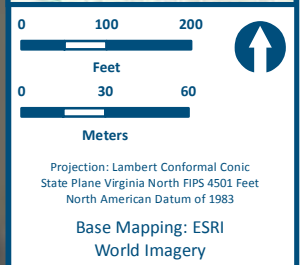 0 100 200
Feet
0 30 60
Meters
Projection: Lambert Conformal Conic
State Plane Virginia North FIPS 4501 Feet
North American Datum of 1983
Base Mapping: ESRI
World Imagery